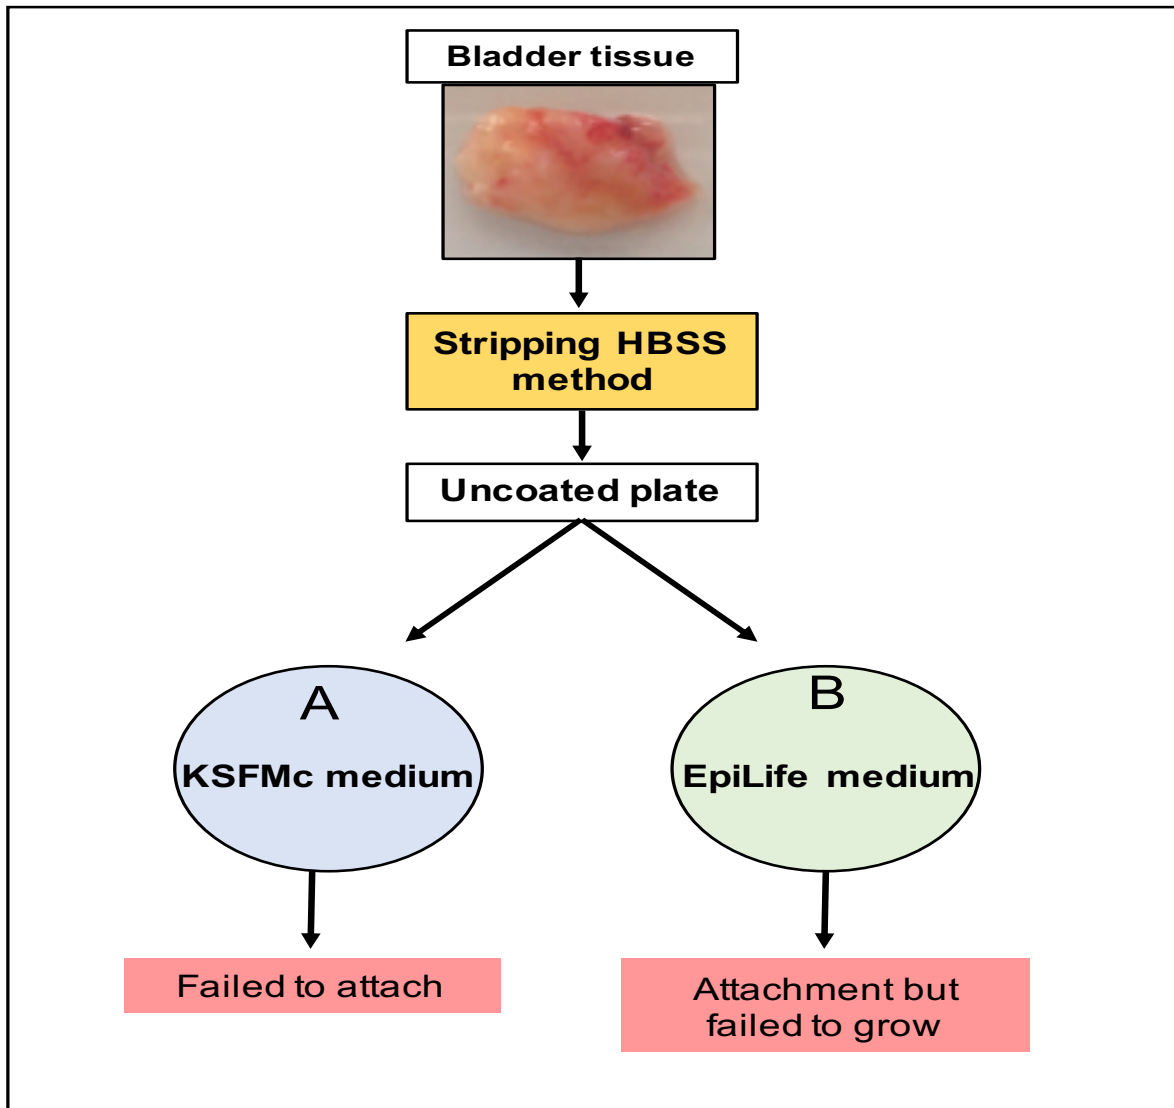 Bladder tissue
Stripping HBSS
method
Uncoated plate
A
KSFMc medium
B
EpiLife medium
Failed to attach
Attachment but
failed to grow